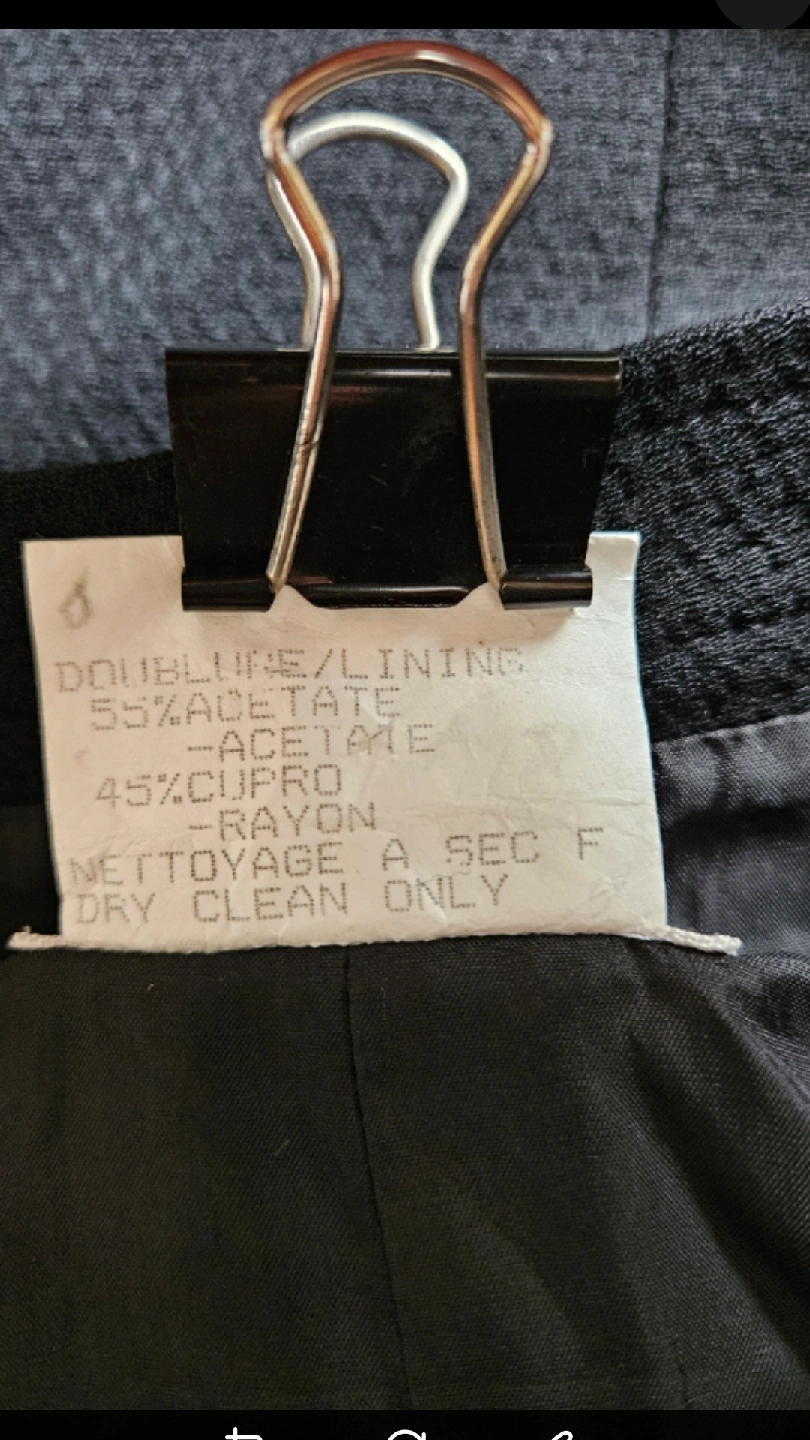 DOUBLURE/LINING
55%ACETATE
-ACETATE
45%CUPRO
-RAYON
NETTOYAGE A SEC F
DRY CLEAN ONLY